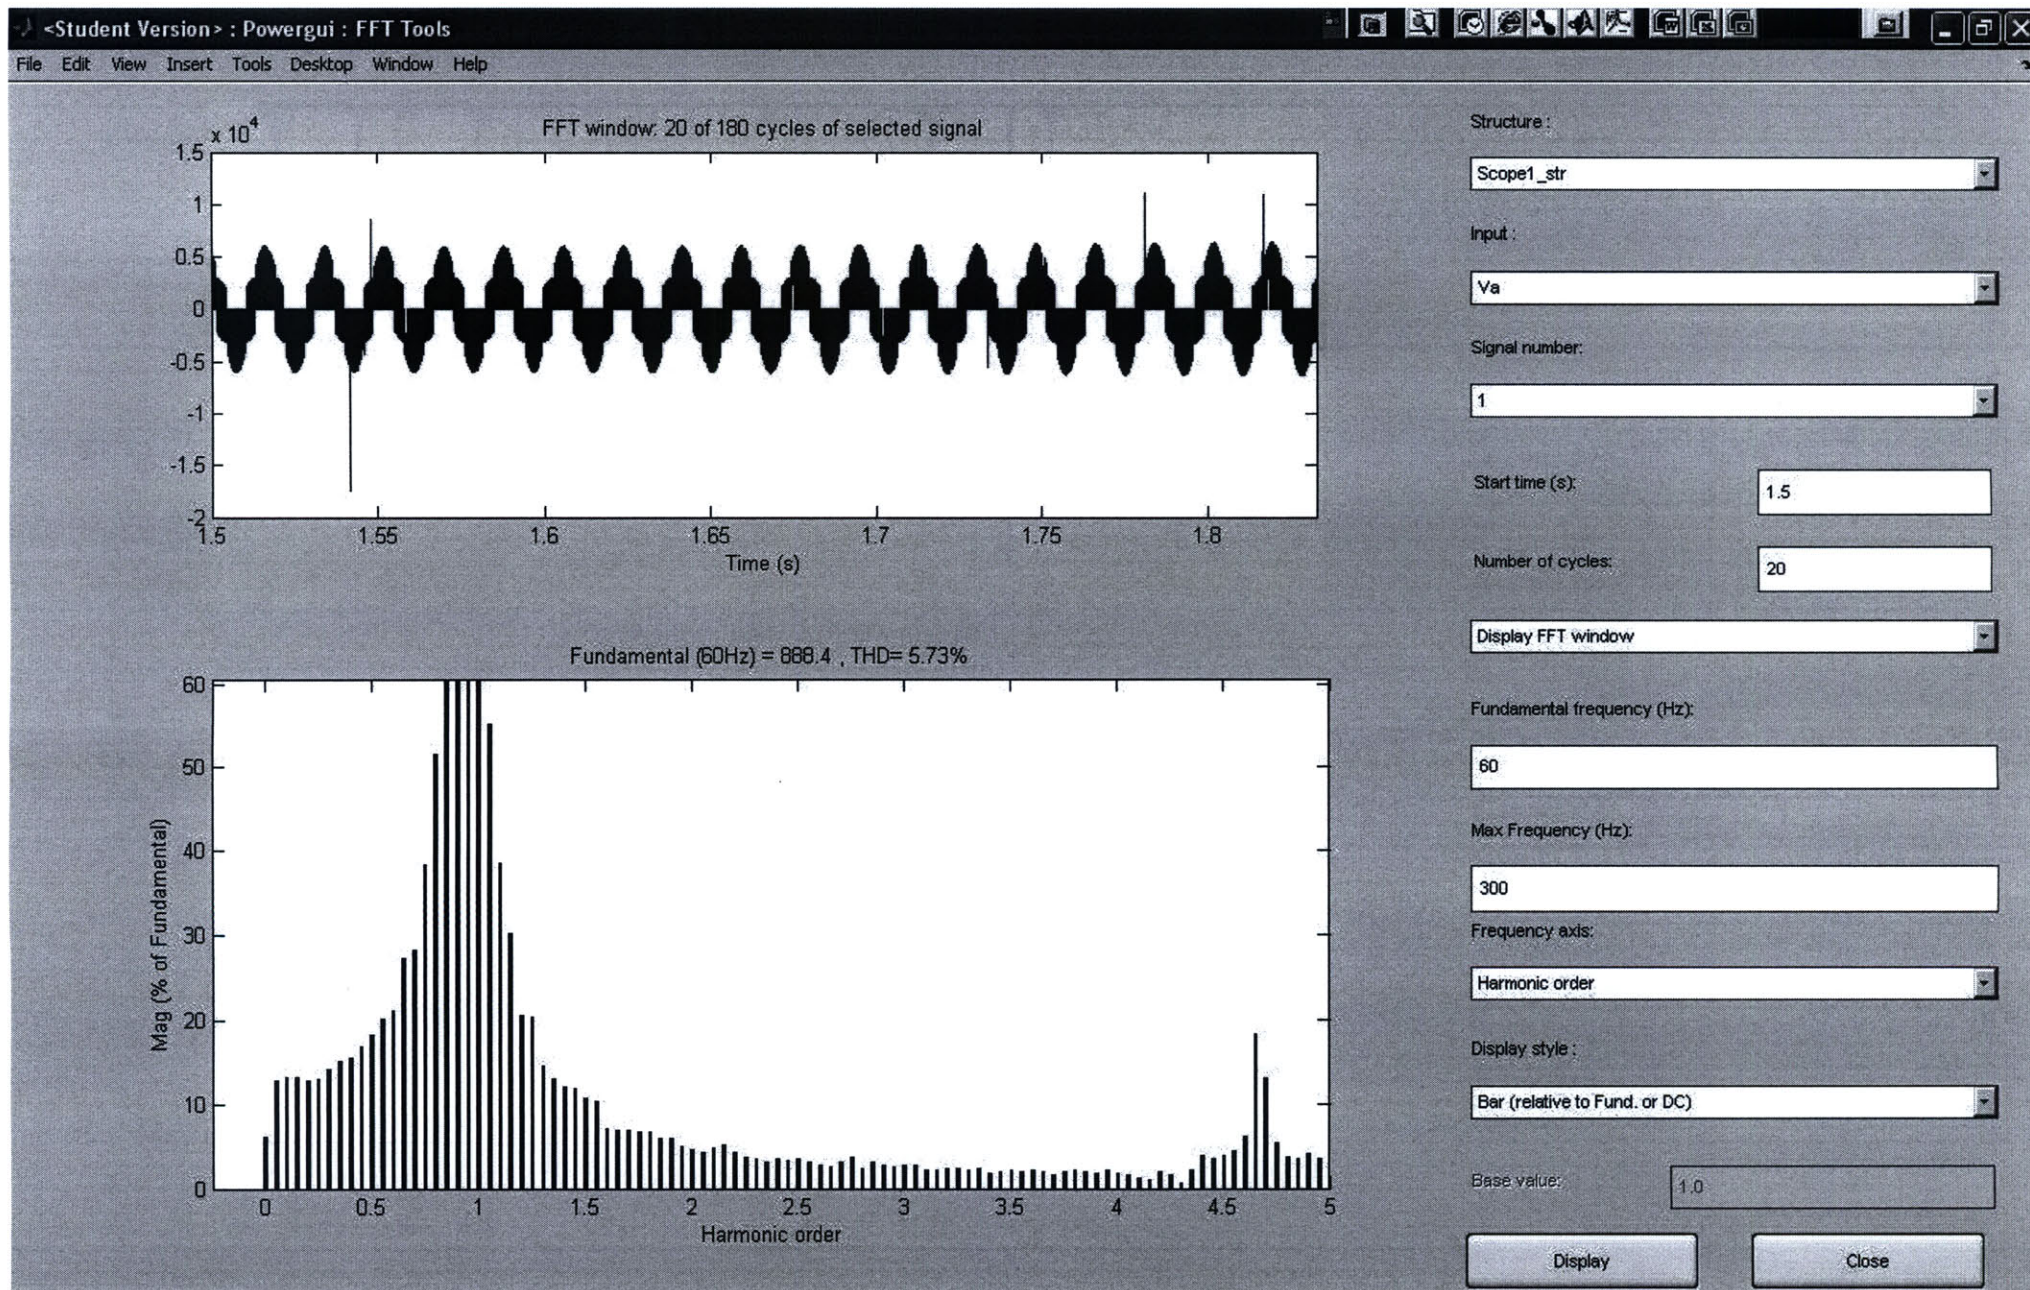 <Student Version> : Powergui : FFT Tools
File Edit View Insert Tools Desktop Window Help
x 10^4
FFT window: 20 of 180 cycles of selected signal
1.5
1
0.5
0
-0.5
-1
-1.5
-2
1.5 1.55 1.6 1.65 1.7 1.75 1.8
Time (s)
Fundamental (60Hz) = 888.4 , THD= 5.73%
60
50
40
30
20
10
0
Mag (% of Fundamental)
0 0.5 1 1.5 2 2.5 3 3.5 4 4.5 5
Harmonic order
Structure :
Scope1_str
Input :
Va
Signal number:
1
Start time (s): 1.5
Number of cycles: 20
Display FFT window
Fundamental frequency (Hz):
60
Max Frequency (Hz):
300
Frequency axis:
Harmonic order
Display style :
Bar (relative to Fund. or DC)
Base value: 1.0
Display Close